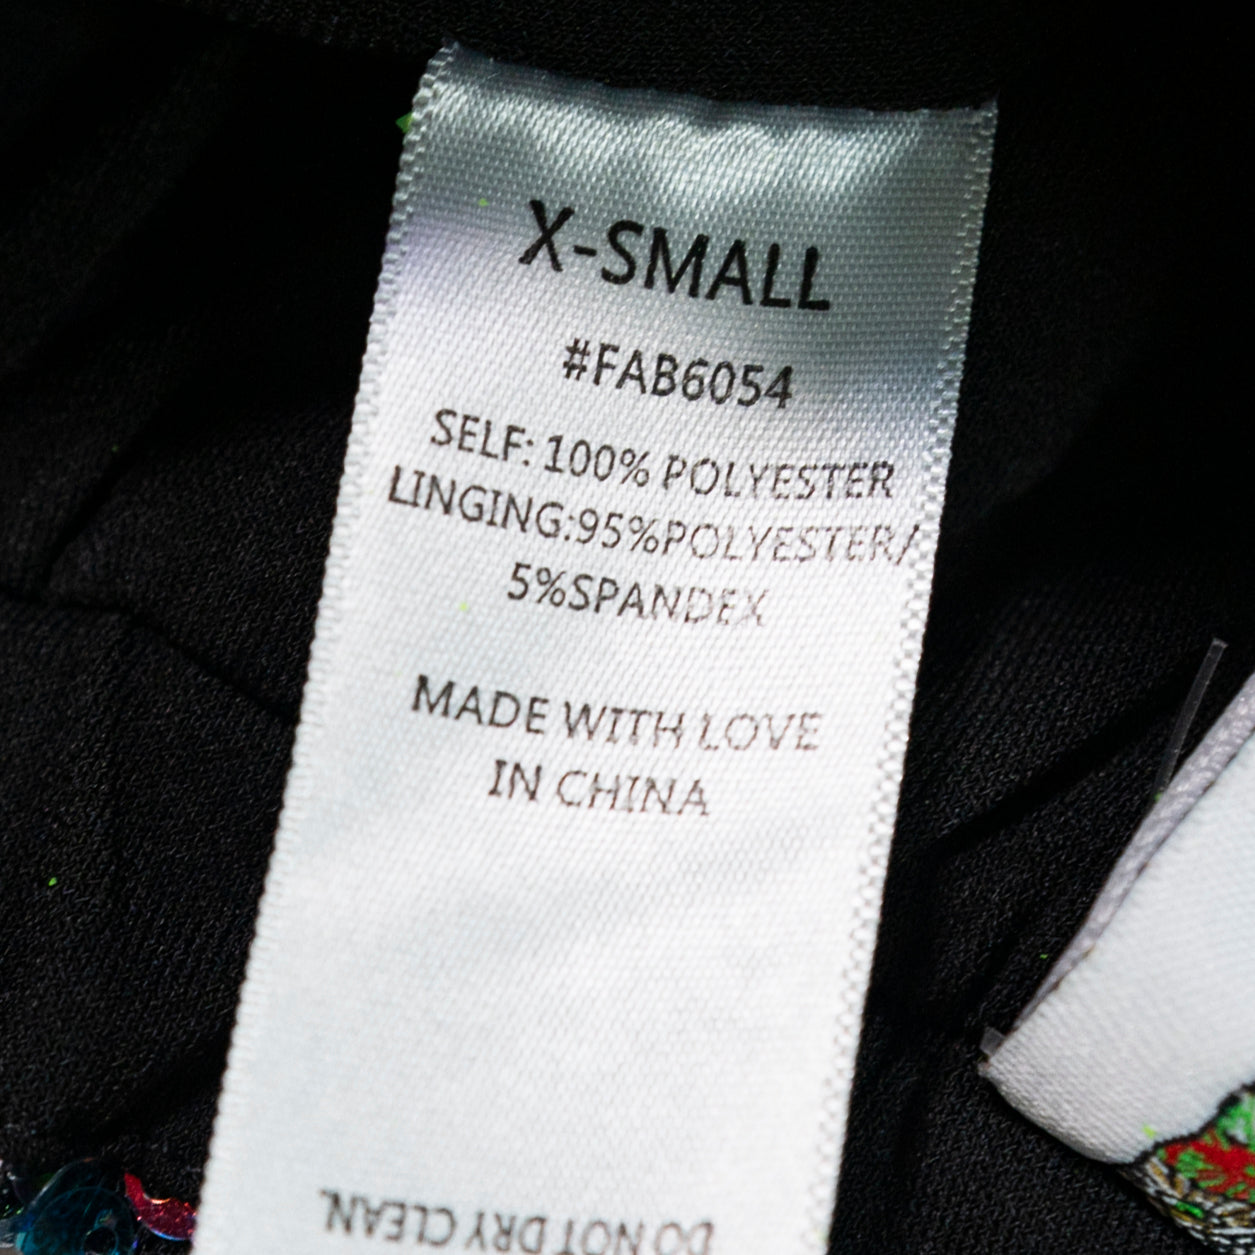 X-SMALL
#FAB6054
SELF: 100% POLYESTER
LINGING:95%POLYESTER/
5%SPANDEX
MADE WITH LOVE
IN CHINA
DO NOT DRY CLEAN.